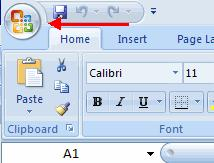 Home Insert Page La
Calibri 11
Paste B I U
Clipboard Font
A1